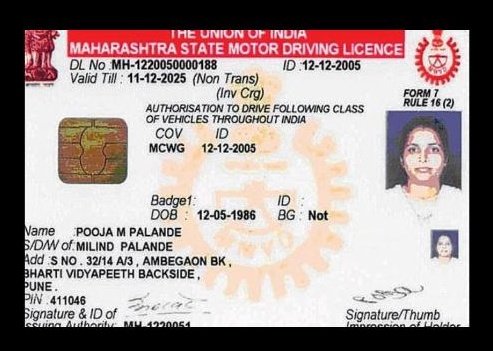 THE UNION OF INDIA
MAHARASHTRA STATE MOTOR DRIVING LICENCE
DL No :MH-1220050000188 ID :12-12-2005
Valid Till : 11-12-2025 (Non Trans)
(Inv Crg)
FORM 7
RULE 16 (2)
AUTHORISATION TO DRIVE FOLLOWING CLASS
OF VEHICLES THROUGHOUT INDIA
COV ID
MCWG 12-12-2005
Badge1: ID :
DOB : 12-05-1986 BG : Not
Name :POOJA M PALANDE
S/D/W of:MILIND PALANDE
Add :S NO . 32/14 A/3 , AMBEGAON BK ,
BHARTI VIDYAPEETH BACKSIDE ,
PUNE .
PIN :411046
Signature & ID of
Issuing Authority: MH-1220051
Signature/Thumb
Impression of Holder